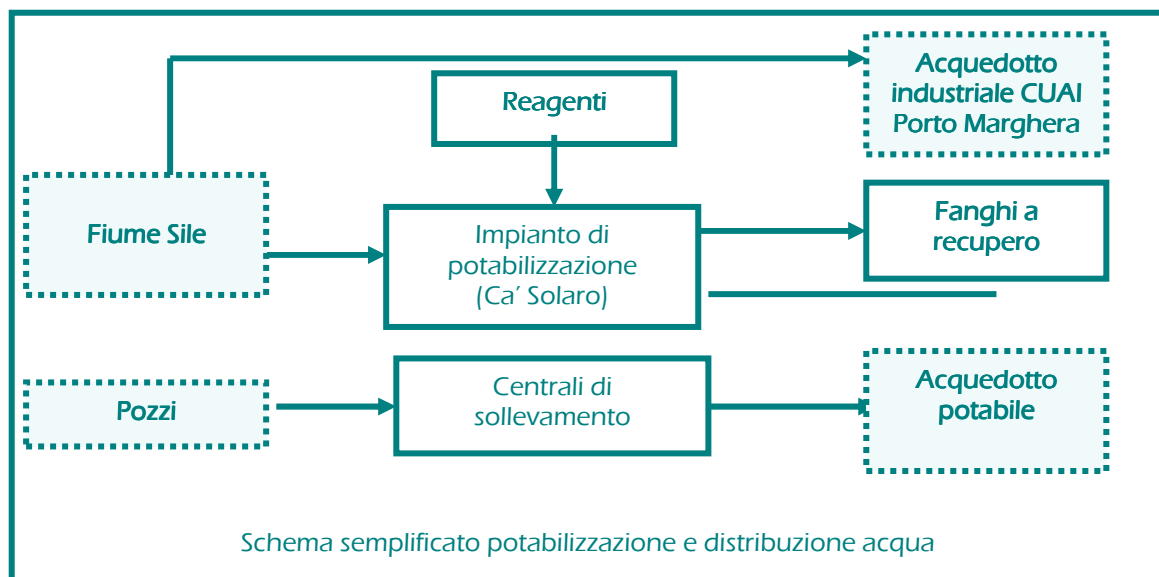 Acquedotto
industriale CUAI
Porto Marghera
Reagenti
Fiume Sile
Impianto di
potabilizzazione
(Ca’ Solaro)
Fanghi a
recupero
Pozzi
Centrali di
sollevamento
Acquedotto
potabile
Schema semplificato potabilizzazione e distribuzione acqua